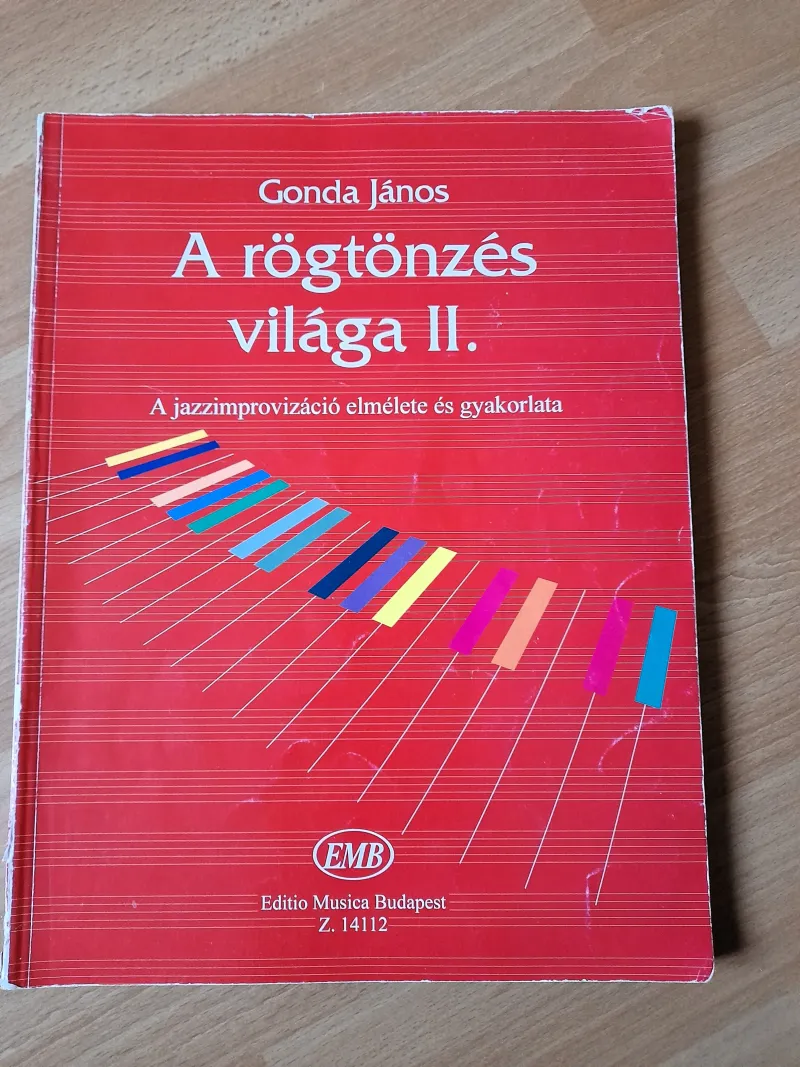 Gonda János
A rögtönzés
világa II.
A jazzimprovizáció elmélete és gyakorlata
EMB
Editio Musica Budapest
Z. 14112